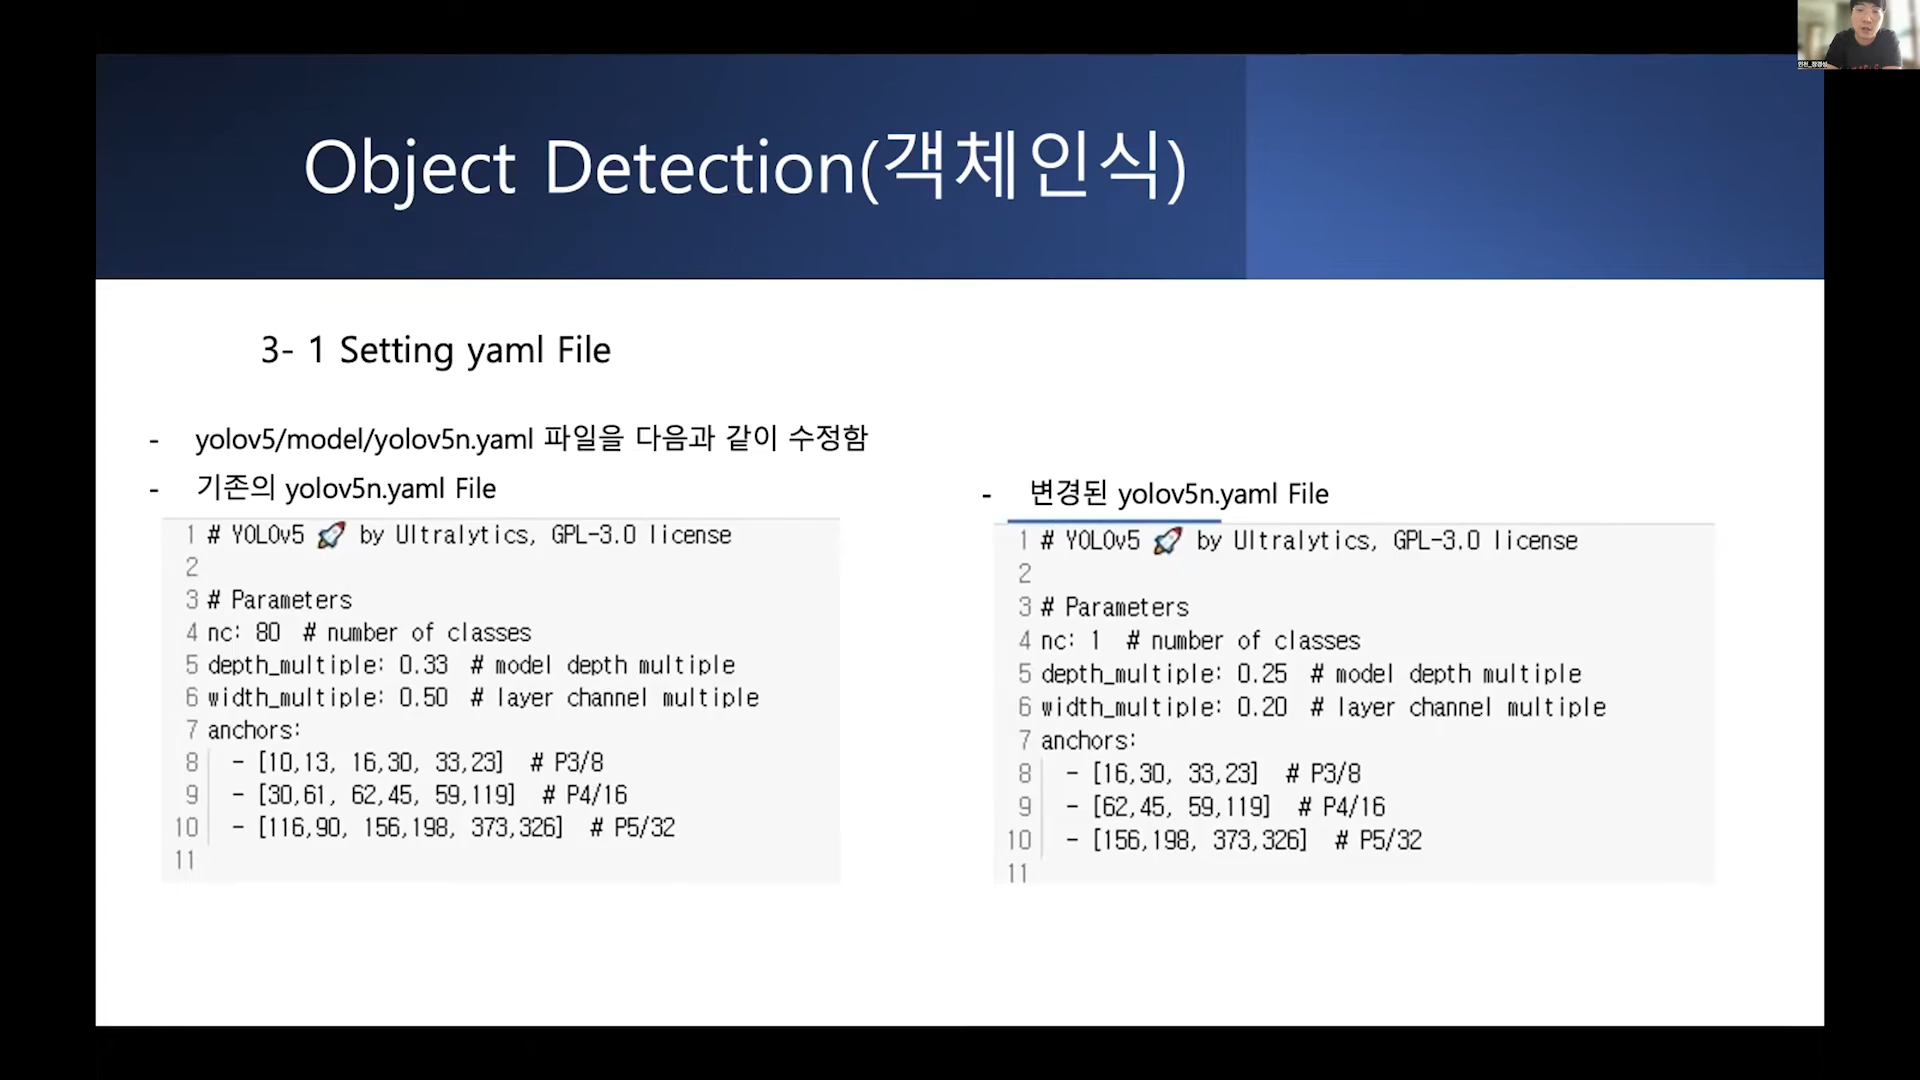 Object Detection(객체인식)
3- 1 Setting yaml File
- yolov5/model/yolov5n.yaml 파일을 다음과 같이 수정함
- 기존의 yolov5n.yaml File
1 # YOLOv5 🚀 by Ultralytics, GPL-3.0 license
2
3 # Parameters
4 nc: 80 # number of classes
5 depth_multiple: 0.33 # model depth multiple
6 width_multiple: 0.50 # layer channel multiple
7 anchors:
8 - [10,13, 16,30, 33,23] # P3/8
9 - [30,61, 62,45, 59,119] # P4/16
10 - [116,90, 156,198, 373,326] # P5/32
11
- 변경된 yolov5n.yaml File
1 # YOLOv5 🚀 by Ultralytics, GPL-3.0 license
2
3 # Parameters
4 nc: 1 # number of classes
5 depth_multiple: 0.25 # model depth multiple
6 width_multiple: 0.20 # layer channel multiple
7 anchors:
8 - [16,30, 33,23] # P3/8
9 - [62,45, 59,119] # P4/16
10 - [156,198, 373,326] # P5/32
11